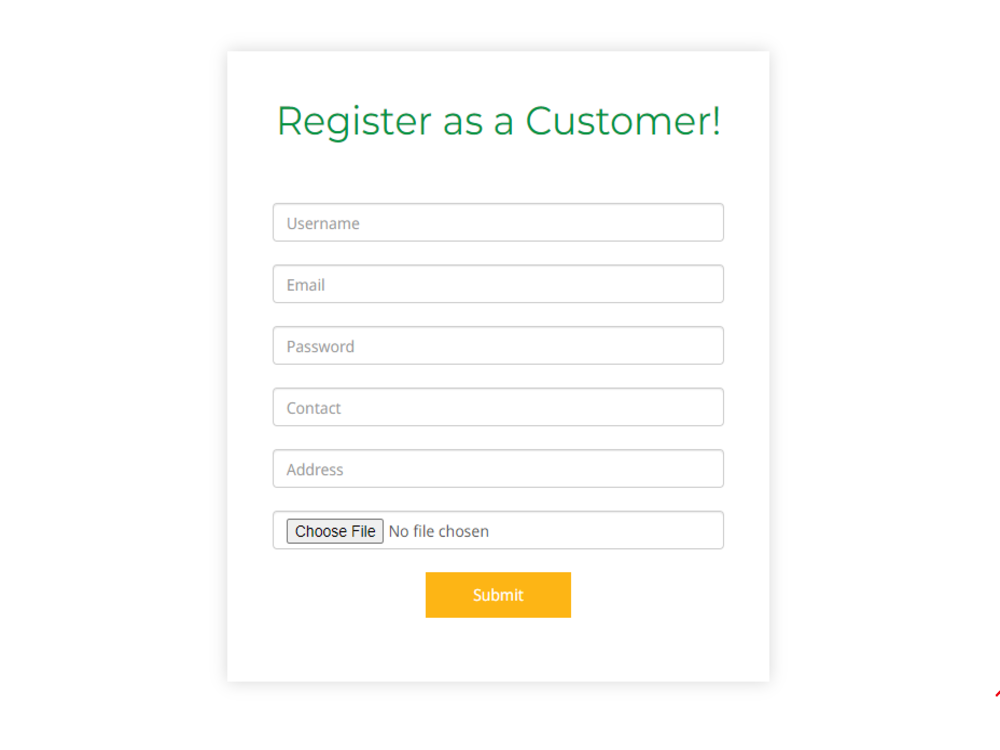 Register as a Customer!
Username
Email
Password
Contact
Address
Choose File No file chosen
Submit